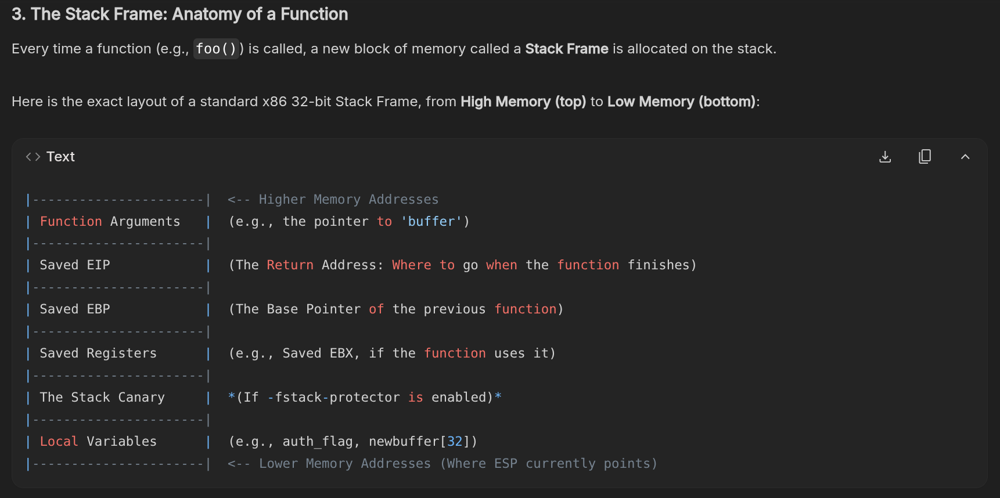 3. The Stack Frame: Anatomy of a Function
Every time a function (e.g., foo()) is called, a new block of memory called a Stack Frame is allocated on the stack.
Here is the exact layout of a standard x86 32-bit Stack Frame, from High Memory (top) to Low Memory (bottom):
<> Text
|----------------------|  <-- Higher Memory Addresses
| Function Arguments   |  (e.g., the pointer to 'buffer')
|----------------------|
| Saved EIP            |  (The Return Address: Where to go when the function finishes)
|----------------------|
| Saved EBP            |  (The Base Pointer of the previous function)
|----------------------|
| Saved Registers      |  (e.g., Saved EBX, if the function uses it)
|----------------------|
| The Stack Canary     |  *(If -fstack-protector is enabled)*
|----------------------|
| Local Variables      |  (e.g., auth_flag, newbuffer[32])
|----------------------|  <-- Lower Memory Addresses (Where ESP currently points)